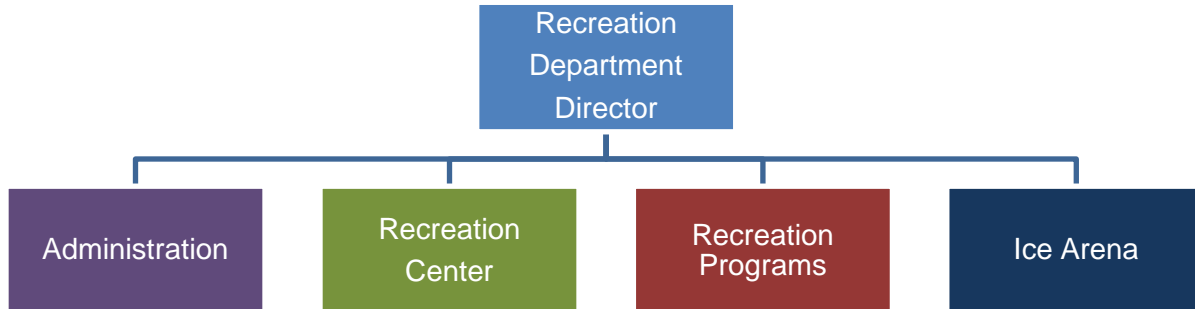 Recreation
Department
Director
Administration
Recreation
Center
Recreation
Programs
Ice Arena